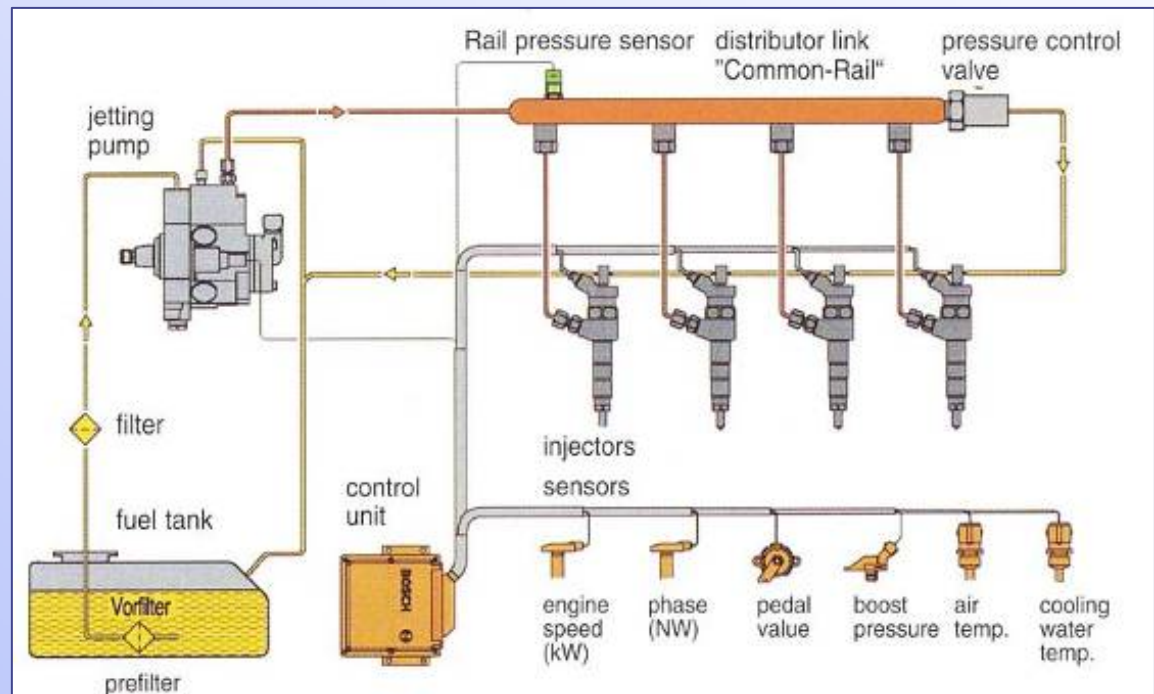 Rail pressure sensor
distributor link
"Common-Rail“
pressure control
valve
jetting
pump
filter
injectors
sensors
control
unit
fuel tank
BOSCH
Vorfilter
prefilter
engine
speed
(kW)
phase
(NW)
pedal
value
boost
pressure
air
temp.
cooling
water
temp.